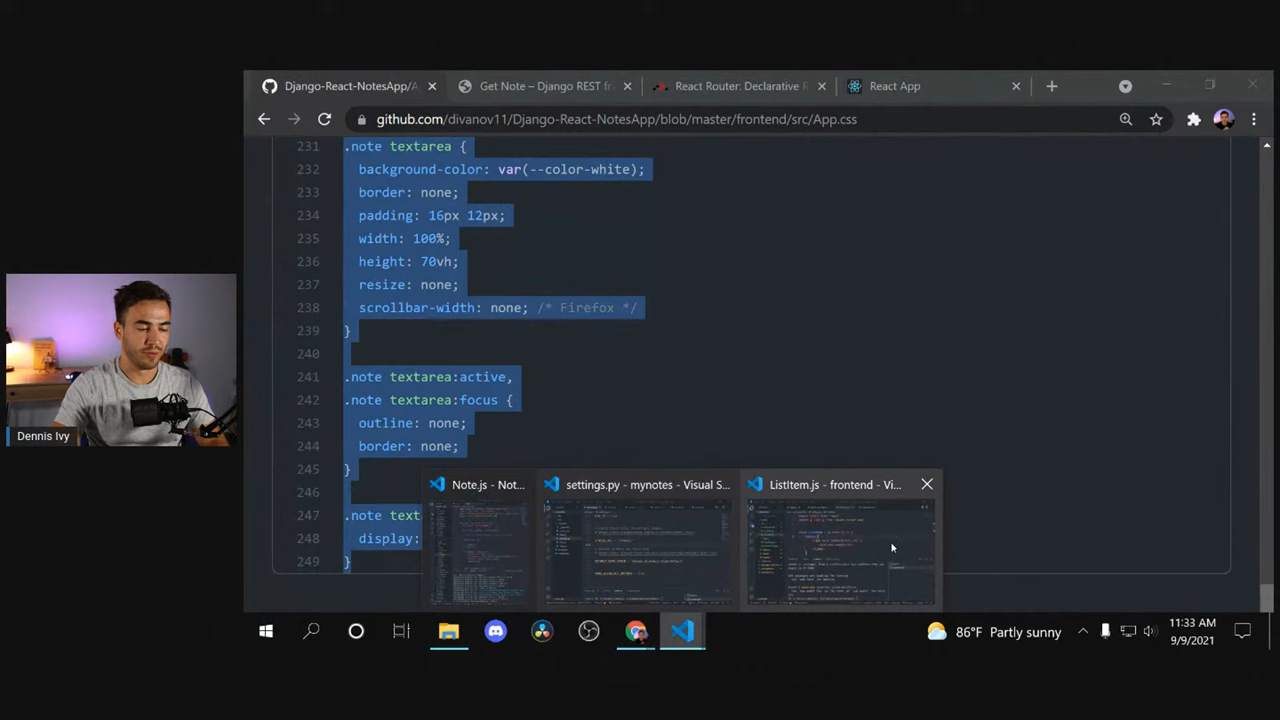 Django-React-NotesApp/A
Get Note – Django REST fr
React Router: Declarative R
React App
github.com/divanov11/Django-React-NotesApp/blob/master/frontend/src/App.css
231 .note textarea {
232 background-color: var(--color-white);
233 border: none;
234 padding: 16px 12px;
235 width: 100%;
236 height: 70vh;
237 resize: none;
238 scrollbar-width: none; /* Firefox */
239 }
240
241 .note textarea:active,
242 .note textarea:focus {
243 outline: none;
244 border: none;
245 }
246
247 .note text
248 display:
249 }
Dennis Ivy
Note.js - Not...
settings.py - mynotes - Visual S...
ListItem.js - frontend - Vi...
86°F Partly sunny
11:33 AM
9/9/2021